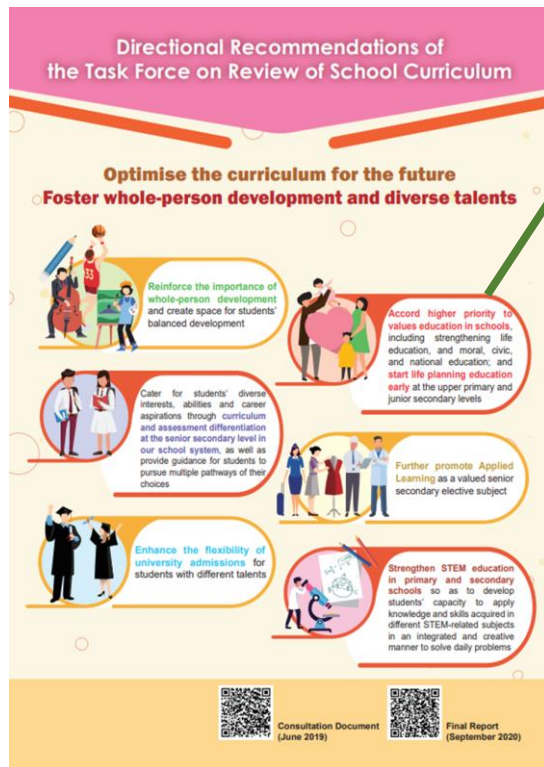 Directional Recommendations of
the Task Force on Review of School Curriculum
Optimise the curriculum for the future
Foster whole-person development and diverse talents
33
Reinforce the importance of
whole-person development
and create space for students'
balanced development
Accord higher priority to
values education in schools,
including strengthening life
education, and moral, civic,
and national education; and
start life planning education
early at the upper primary and
junior secondary levels
Cater for students' diverse
interests, abilities and career
aspirations through curriculum
and assessment differentiation
at the senior secondary level in
our school system, as well as
provide guidance for students to
pursue multiple pathways of their
choices
Further promote Applied
Learning as a valued senior
secondary elective subject
Enhance the flexibility of
university admissions for
students with different talents
Strengthen STEM education
in primary and secondary
schools so as to develop
students' capacity to apply
knowledge and skills acquired in
different STEM-related subjects
in an integrated and creative
manner to solve daily problems
Consultation Document
(June 2019)
Final Report
(September 2020)